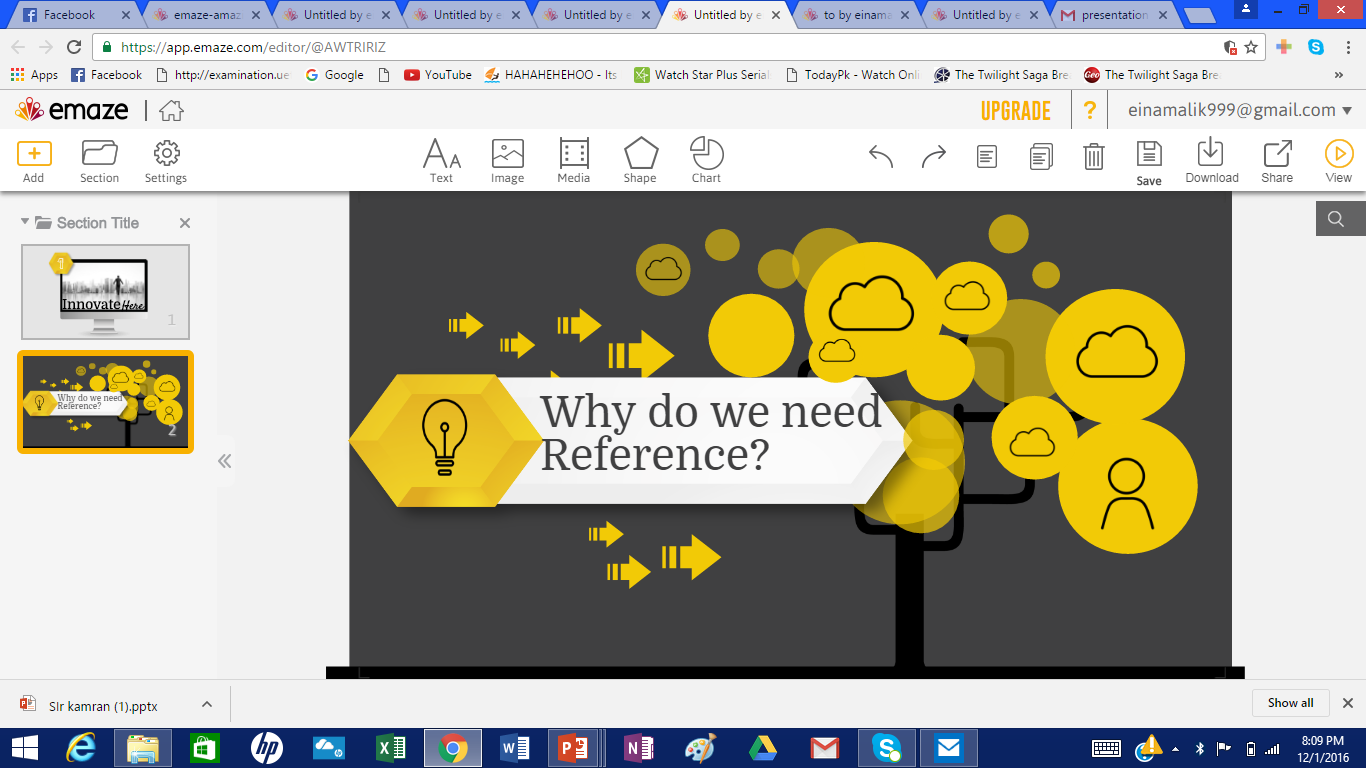 Facebook
emaze-amaz
Untitled by e
Untitled by e
Untitled by e
Untitled by e
to by einama
Untitled by e
presentation
https://app.emaze.com/editor/@AWTRIRIZ
Apps
Facebook
http://examination.ue
Google
YouTube
HAHAHEHEHOO - Its
Watch Star Plus Serial
TodayPk - Watch Onli
The Twilight Saga Bre
Geo
The Twilight Saga Bre
»
emaze
UPGRADE
?
einamalik999@gmail.com
Add
Section
Settings
Text
Image
Media
Shape
Chart
Save
Download
Share
View
Section Title
1
Innovate Here
1
Why do we need
Reference?
2
Why do we need
Reference?
SIr kamran (1).pptx
Show all
8:09 PM
12/1/2016